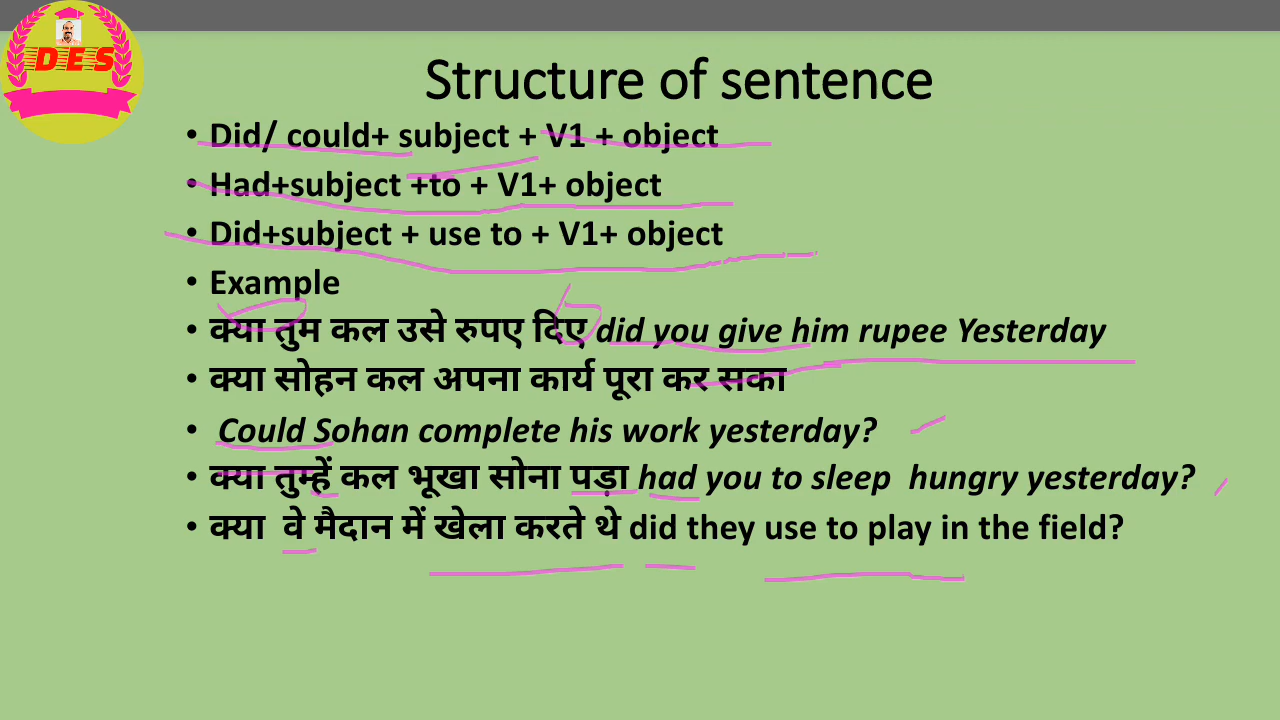 DES
Structure of sentence
• Did/ could+ subject + V1 + object
• Had+subject +to + V1+ object
• Did+subject + use to + V1+ object
• Example
• क्या तुम कल उसे रुपए दिए did you give him rupee Yesterday
• क्या सोहन कल अपना कार्य पूरा कर सका
• Could Sohan complete his work yesterday?
• क्या तुम्हें कल भूखा सोना पड़ा had you to sleep hungry yesterday?
• क्या वे मैदान में खेला करते थे did they use to play in the field?